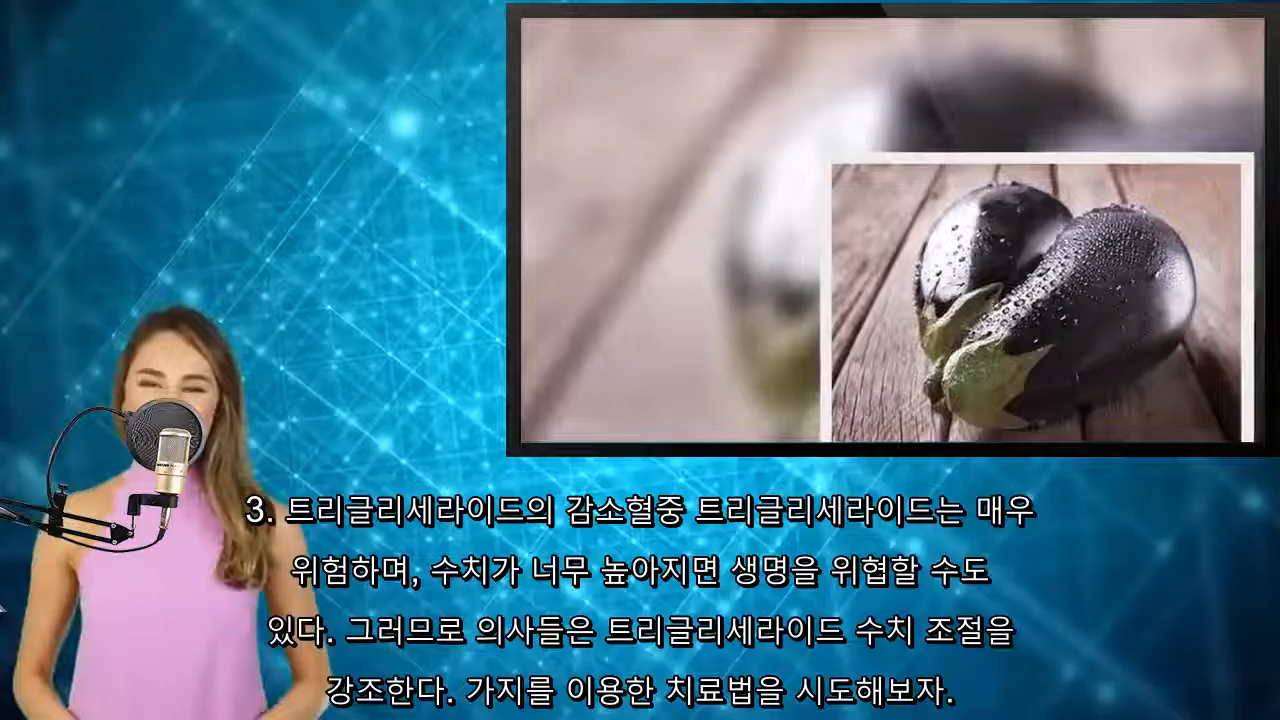 3. 트리글리세라이드의 감소혈중 트리글리세라이드는 매우
위험하며, 수치가 너무 높아지면 생명을 위협할 수도
있다. 그러므로 의사들은 트리글리세라이드 수치 조절을
강조한다. 가지를 이용한 치료법을 시도해보자.